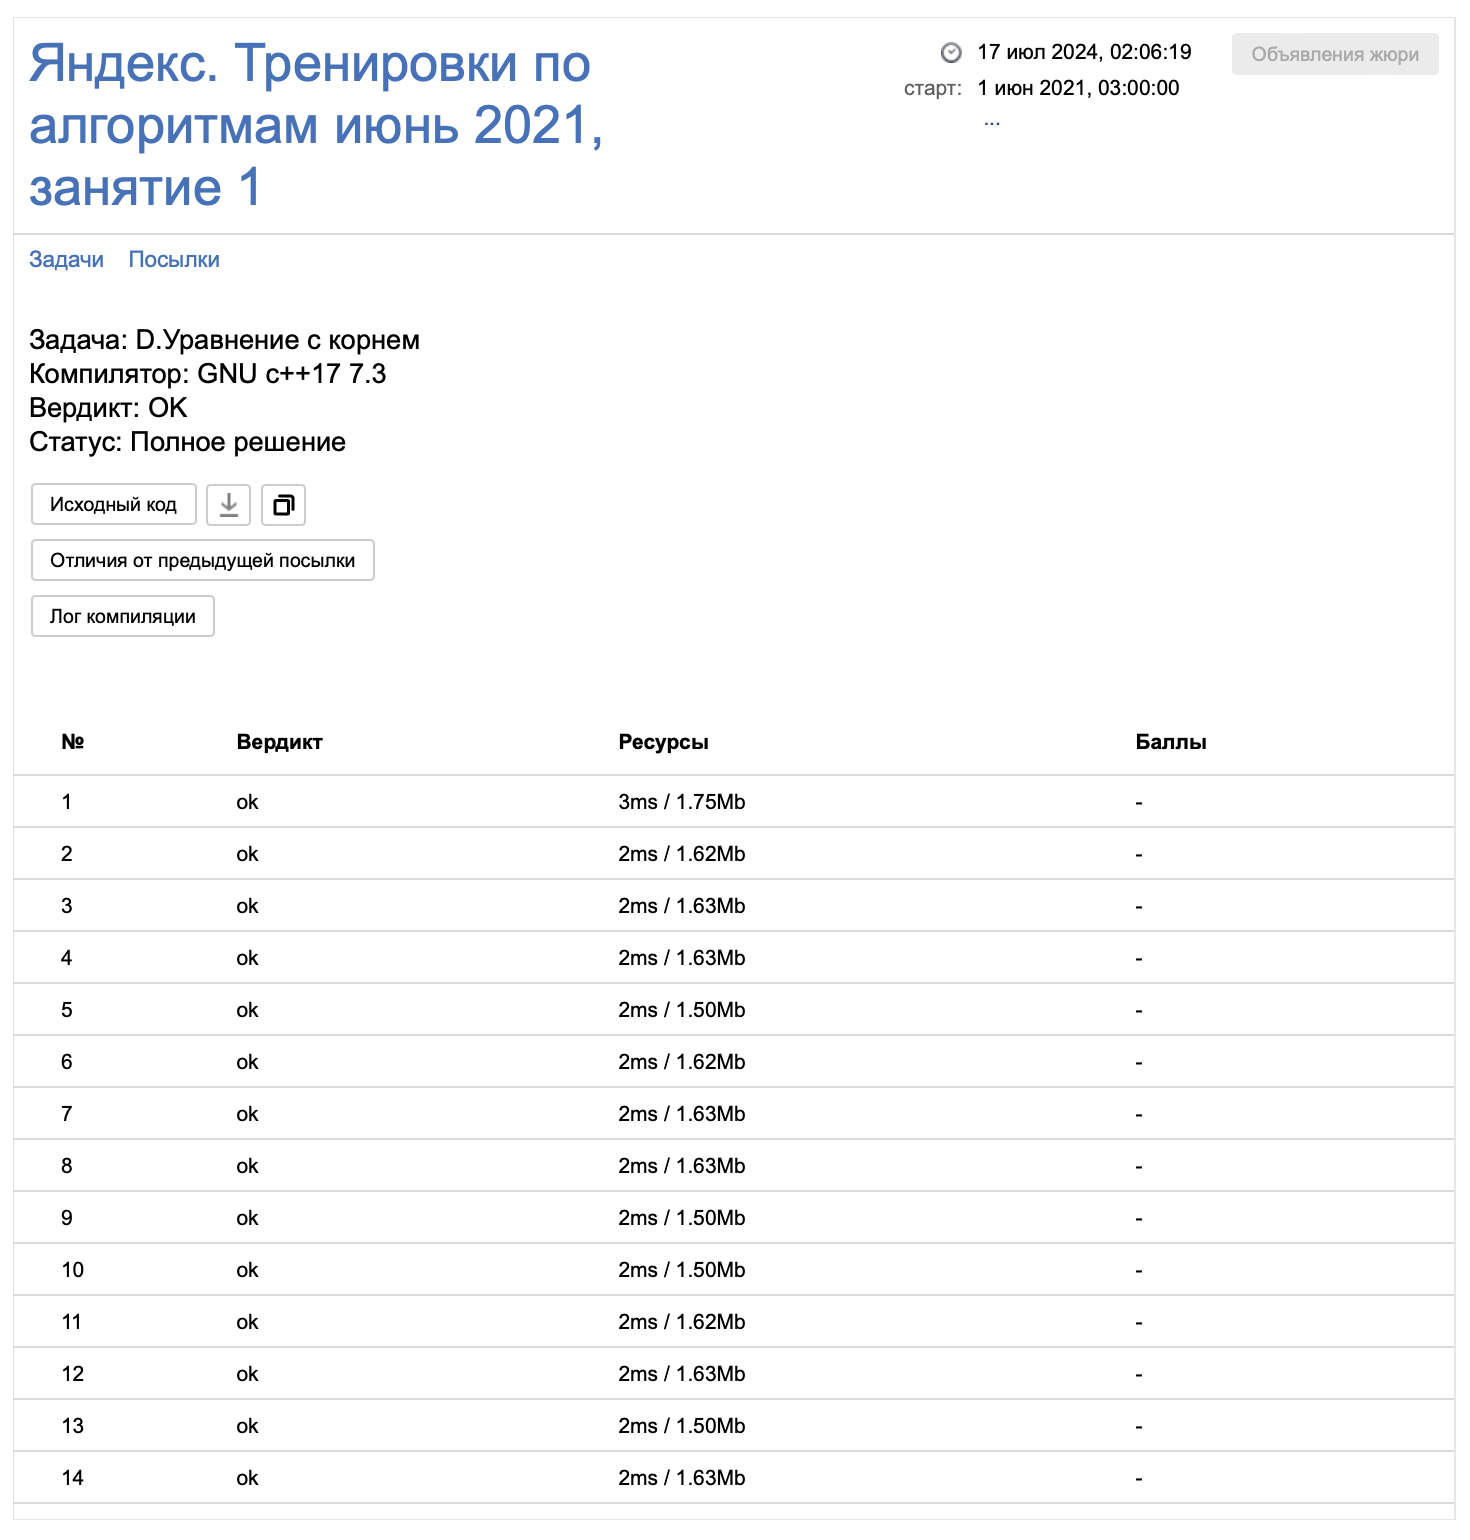 Яндекс. Тренировки по
алгоритмам июнь 2021,
занятие 1
17 июл 2024, 02:06:19
старт: 1 июн 2021, 03:00:00
...
Объявления жюри
Задачи Посылки
Задача: D.Уравнение с корнем
Компилятор: GNU c++17 7.3
Вердикт: OK
Статус: Полное решение
Исходный код
Отличия от предыдущей посылки
Лог компиляции
№ Вердикт Ресурсы Баллы
1 ok 3ms / 1.75Mb -
2 ok 2ms / 1.62Mb -
3 ok 2ms / 1.63Mb -
4 ok 2ms / 1.63Mb -
5 ok 2ms / 1.50Mb -
6 ok 2ms / 1.62Mb -
7 ok 2ms / 1.63Mb -
8 ok 2ms / 1.63Mb -
9 ok 2ms / 1.50Mb -
10 ok 2ms / 1.50Mb -
11 ok 2ms / 1.62Mb -
12 ok 2ms / 1.63Mb -
13 ok 2ms / 1.50Mb -
14 ok 2ms / 1.63Mb -